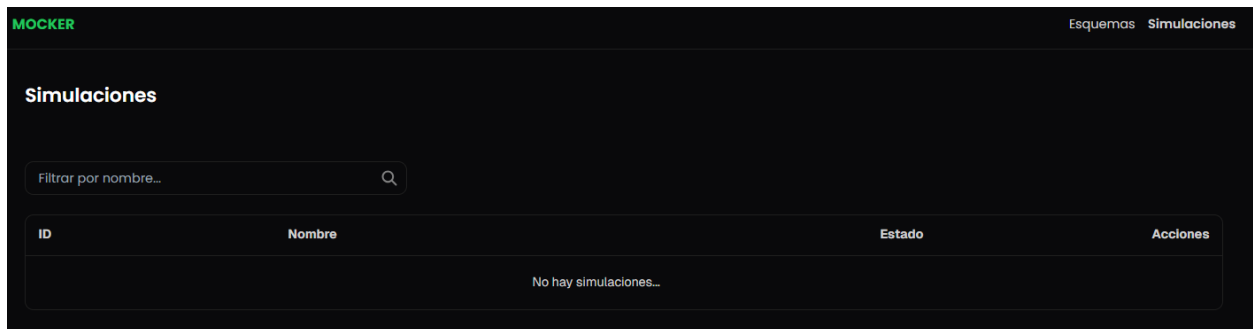 MOCKER Esquemas Simulaciones
Simulaciones
Filtrar por nombre...
ID Nombre Estado Acciones
No hay simulaciones...